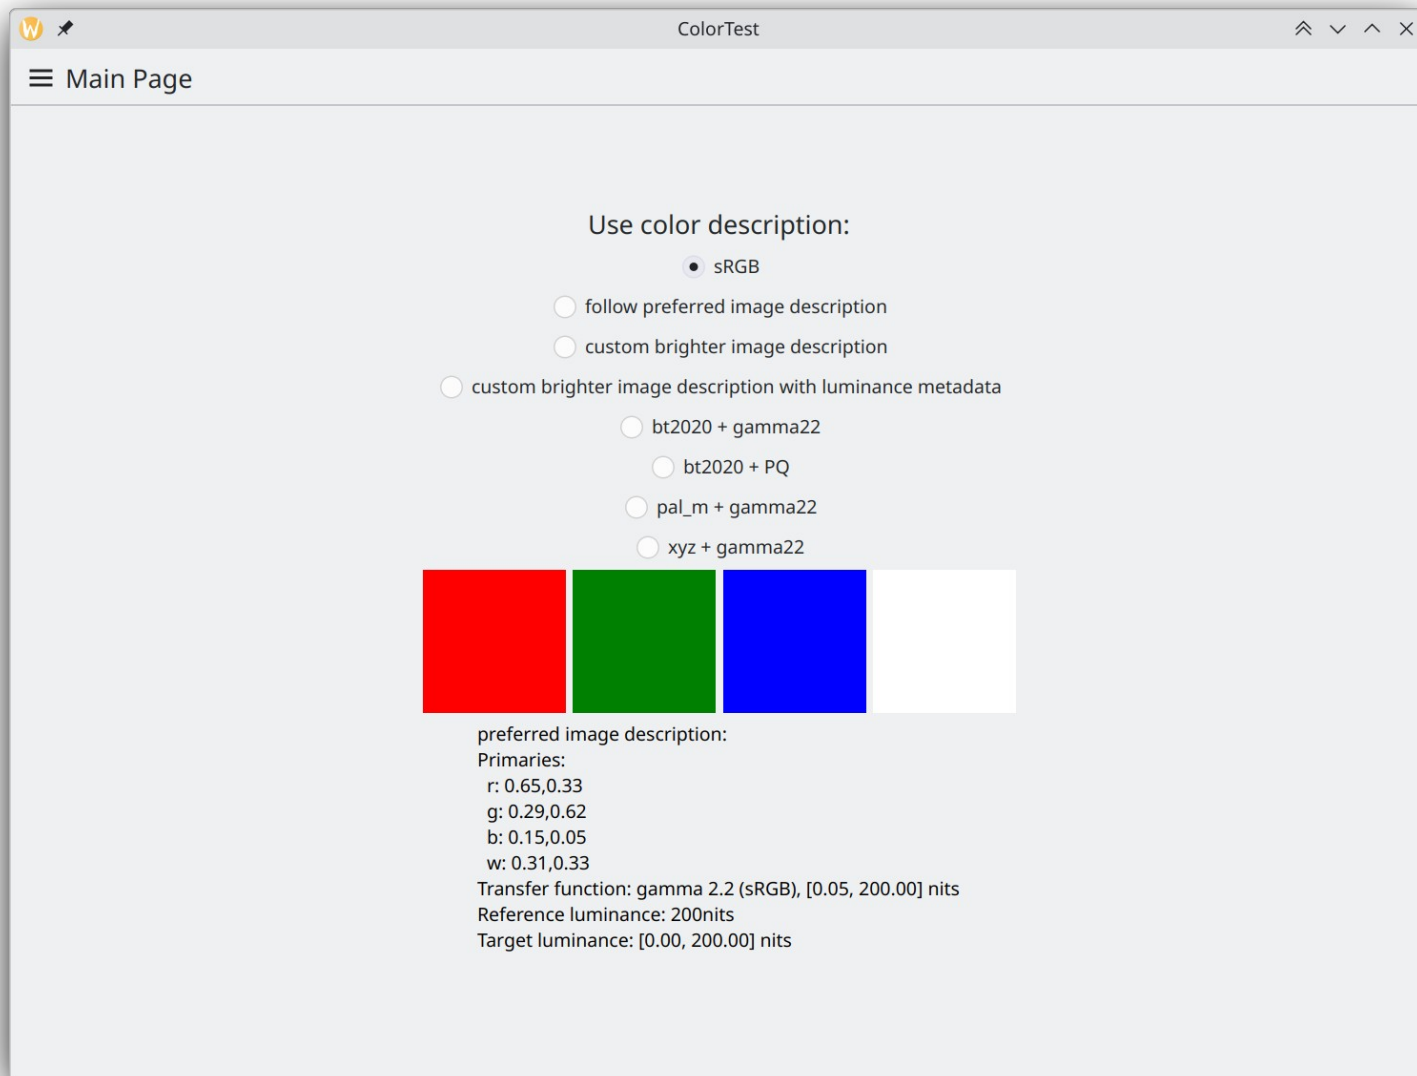 W
ColorTest
Main Page
Use color description:
sRGB
follow preferred image description
custom brighter image description
custom brighter image description with luminance metadata
bt2020 + gamma22
bt2020 + PQ
pal_m + gamma22
xyz + gamma22
preferred image description:
Primaries:
r: 0.65,0.33
g: 0.29,0.62
b: 0.15,0.05
w: 0.31,0.33
Transfer function: gamma 2.2 (sRGB), [0.05, 200.00] nits
Reference luminance: 200nits
Target luminance: [0.00, 200.00] nits